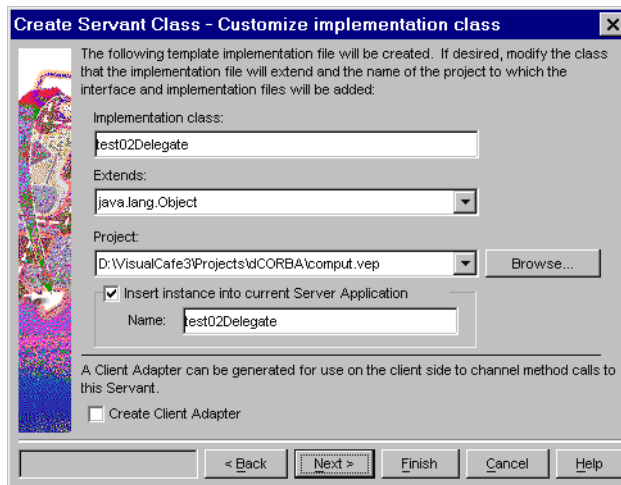 Create Servant Class - Customize implementation class
The following template implementation file will be created. If desired, modify the class
that the implementation file will extend and the name of the project to which the
interface and implementation files will be added:
Implementation class:
test02Delegate
Extends:
java.lang.Object
Project:
D:\VisualCafe3\Projects\dCORBA\comput.vep
Browse...
Insert instance into current Server Application
Name: test02Delegate
A Client Adapter can be generated for use on the client side to channel method calls to
this Servant.
Create Client Adapter
< Back Next > Finish Cancel Help